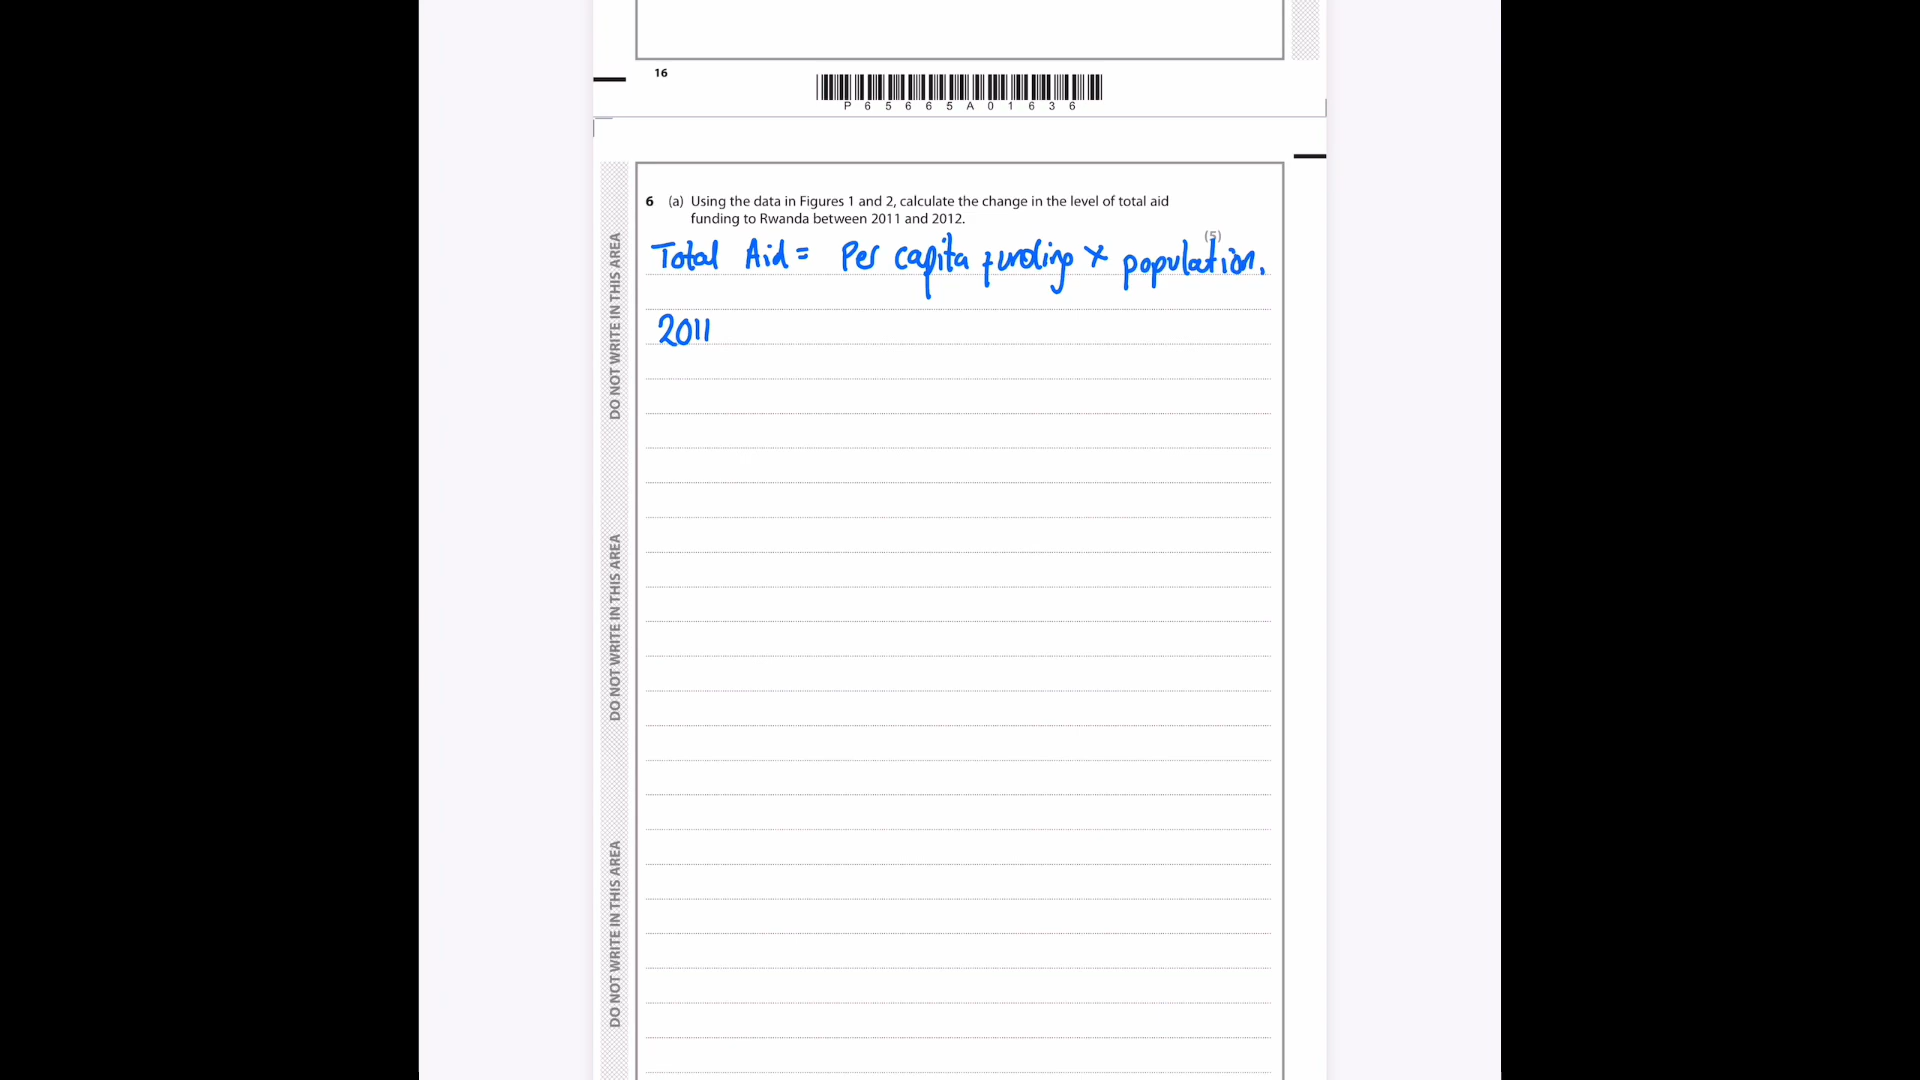 16
P 6 5 6 6 5 A 0 1 6 3 6
6 (a) Using the data in Figures 1 and 2, calculate the change in the level of total aid
funding to Rwanda between 2011 and 2012.
(5)
Total Aid = Per capita funding × population.
2011
DO NOT WRITE IN THIS AREA
DO NOT WRITE IN THIS AREA
DO NOT WRITE IN THIS AREA